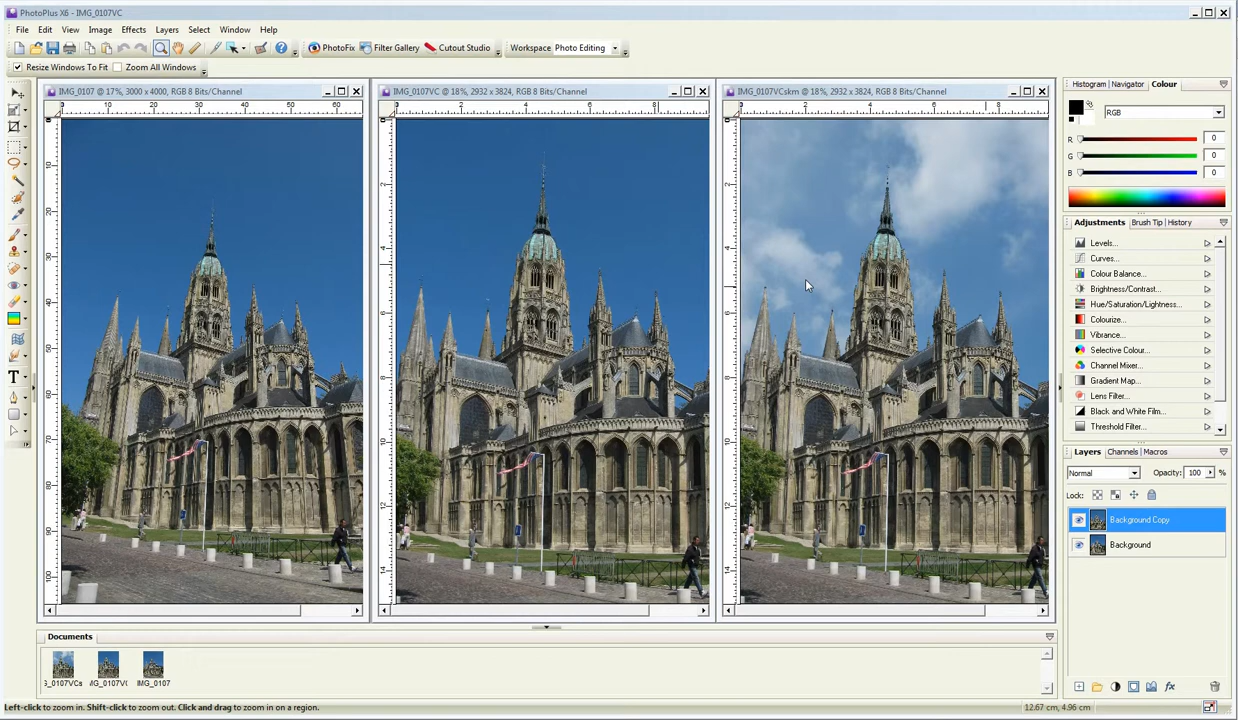 PhotoPlus X6 - IMG_0107VC
File Edit View Image Effects Layers Select Window Help
PhotoFix Filter Gallery Cutout Studio Workspace Photo Editing
Resize Windows To Fit Zoom All Windows
IMG_0107 @ 17%, 3000 x 4000, RGB 8 Bits/Channel
IMG_0107VC @ 18%, 2932 x 3824, RGB 8 Bits/Channel
IMG_0107VCskm @ 18%, 2932 x 3824, RGB 8 Bits/Channel
Histogram Navigator Colour
RGB
R 0
G 0
B 0
Adjustments Brush Tip History
Levels...
Curves...
Colour Balance...
Brightness/Contrast...
Hue/Saturation/Lightness...
Colourize...
Vibrance...
Selective Colour...
Channel Mixer...
Gradient Map...
Lens Filter...
Black and White Film...
Threshold Filter...
Layers Channels Macros
Normal Opacity: 100 %
Lock:
Background Copy
Background
Documents
G_0107VCs IMG_0107V( IMG_0107
Left-click to zoom in. Shift-click to zoom out. Click and drag to zoom in on a region.
12.67 cm, 4.96 cm